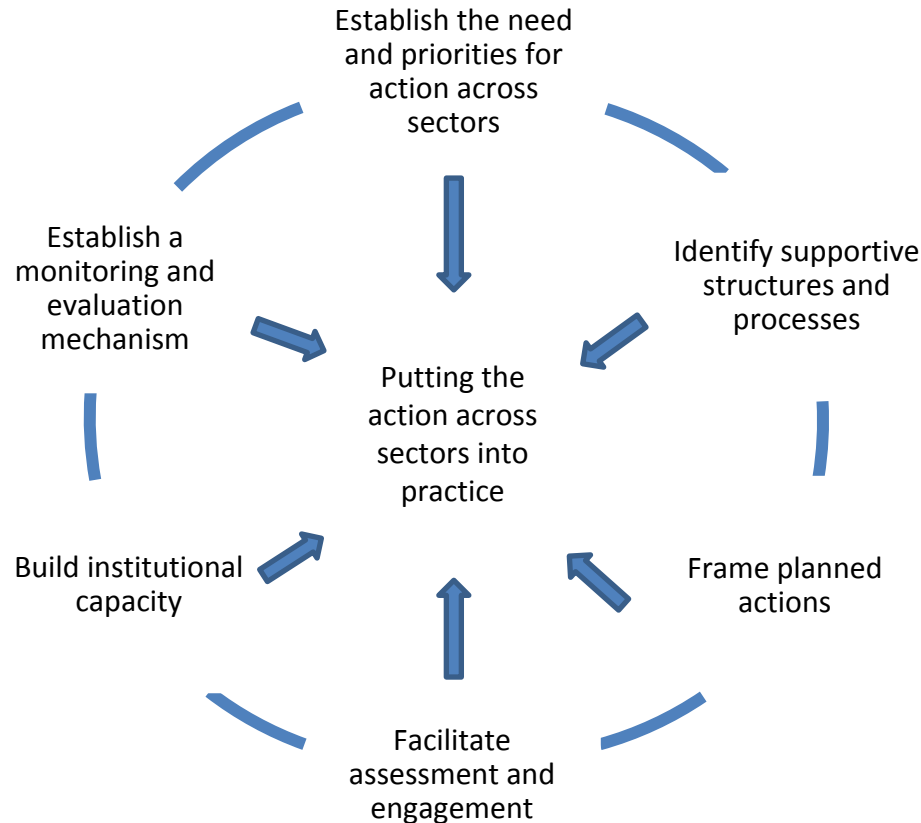 Establish the need
and priorities for
action across
sectors
Identify supportive
structures and
processes
Frame planned
actions
Facilitate
assessment and
engagement
Build institutional
capacity
Establish a
monitoring and
evaluation
mechanism
Putting the
action across
sectors into
practice